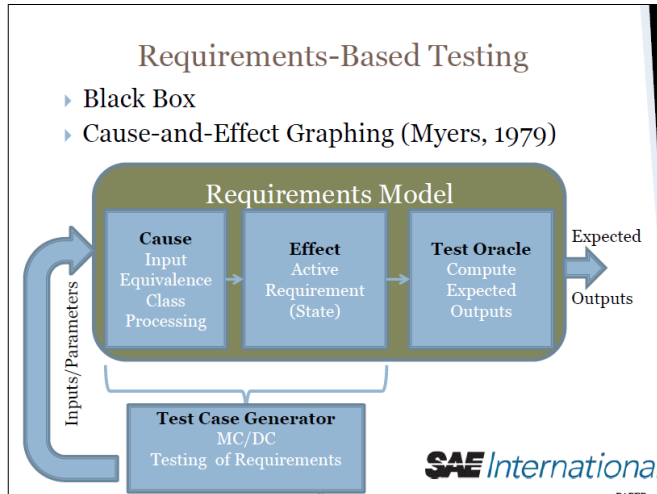 Requirements-Based Testing
Black Box
Cause-and-Effect Graphing (Myers, 1979)
Requirements Model
Cause
Input
Equivalence
Class
Processing
Effect
Active
Requirement
(State)
Test Oracle
Compute
Expected
Outputs
Expected
Outputs
Inputs/Parameters
Test Case Generator
MC/DC
Testing of Requirements
SAE Internationa